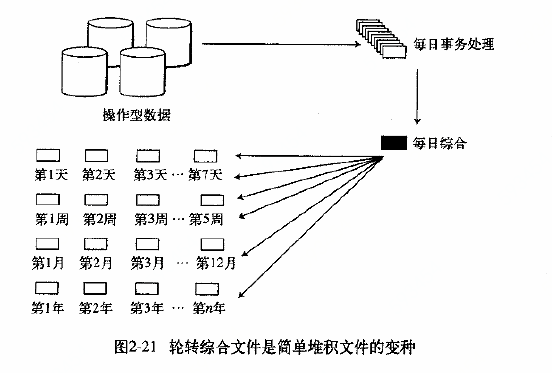 每日事务处理
操作型数据
每日综合
第1天 第2天 第3天 … 第7天
第1周 第2周 第3周 … 第5周
第1月 第2月 第3月 … 第12月
第1年 第2年 第3年 … 第n年
图2-21 轮转综合文件是简单堆积文件的变种